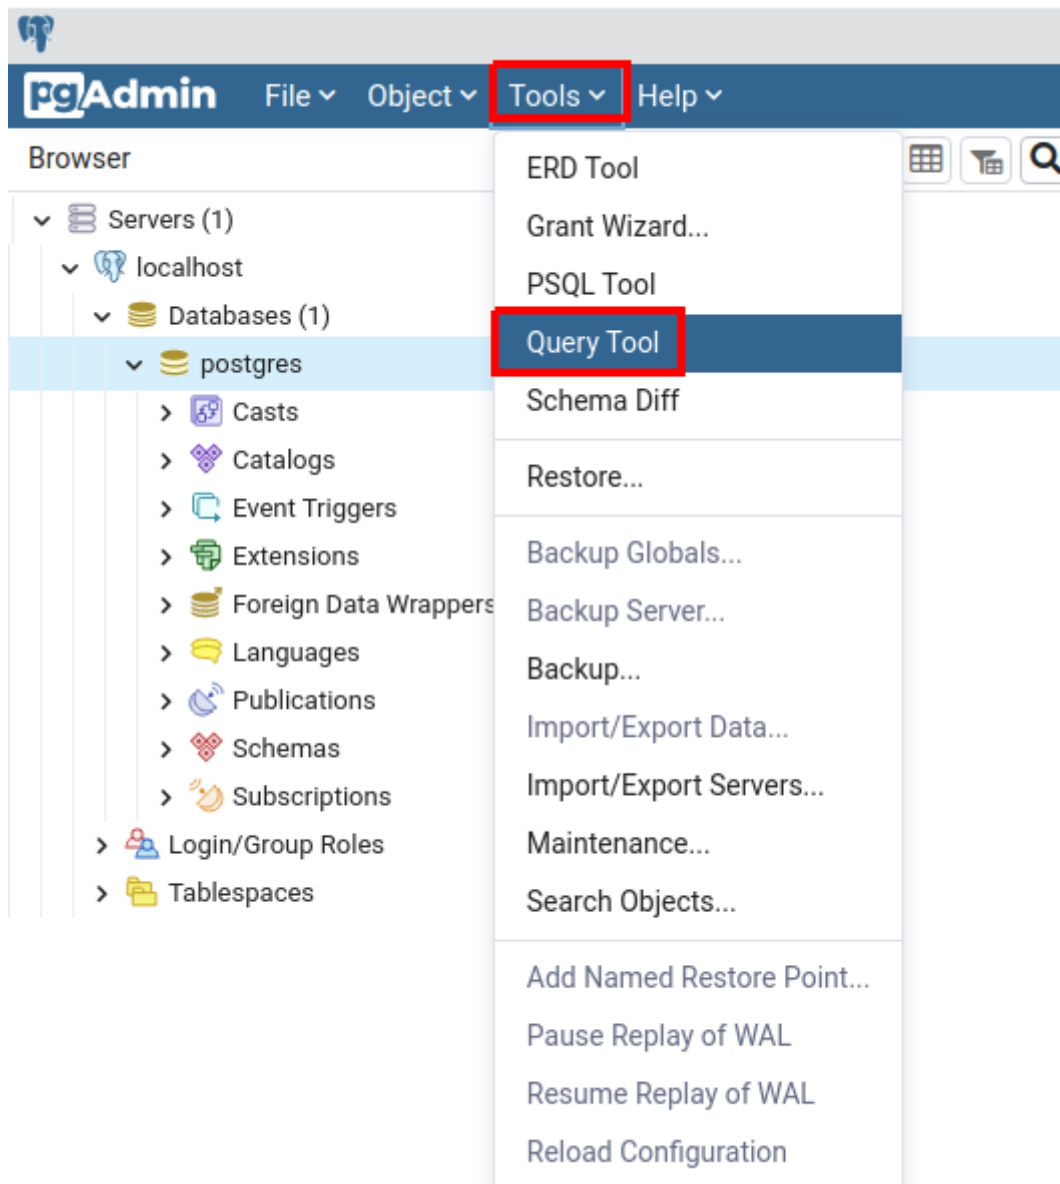 pgAdmin File Object Tools Help
Browser
Servers (1)
localhost
Databases (1)
postgres
Casts
Catalogs
Event Triggers
Extensions
Foreign Data Wrappers
Languages
Publications
Schemas
Subscriptions
Login/Group Roles
Tablespaces
ERD Tool
Grant Wizard...
PSQL Tool
Query Tool
Schema Diff
Restore...
Backup Globals...
Backup Server...
Backup...
Import/Export Data...
Import/Export Servers...
Maintenance...
Search Objects...
Add Named Restore Point...
Pause Replay of WAL
Resume Replay of WAL
Reload Configuration